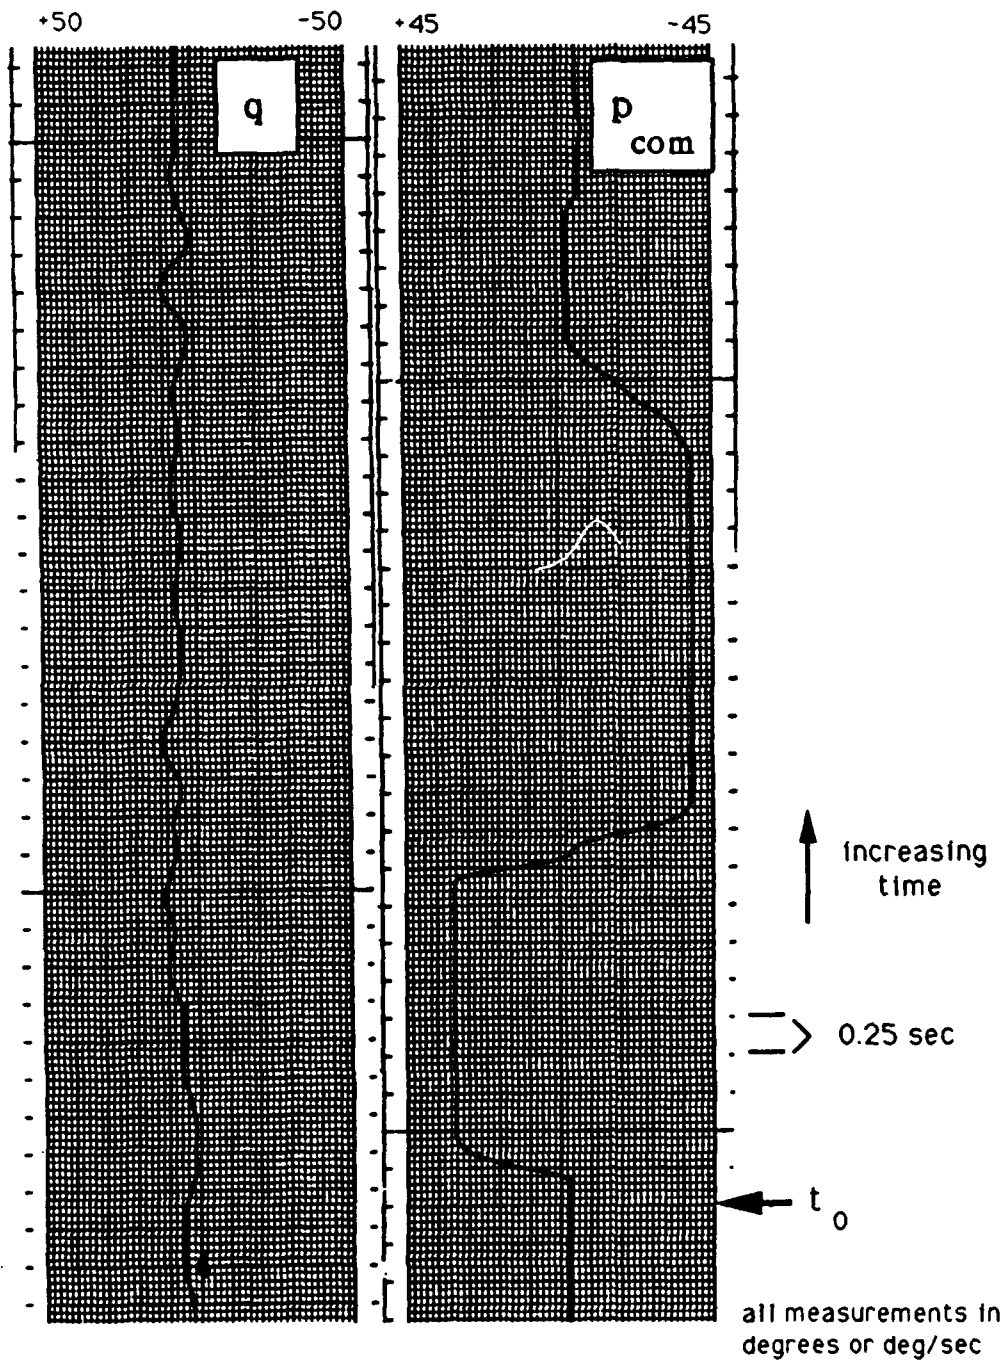 +50 -50 +45 -45
q
p
com
increasing
time
0.25 sec
t
0
all measurements in
degrees or deg/sec